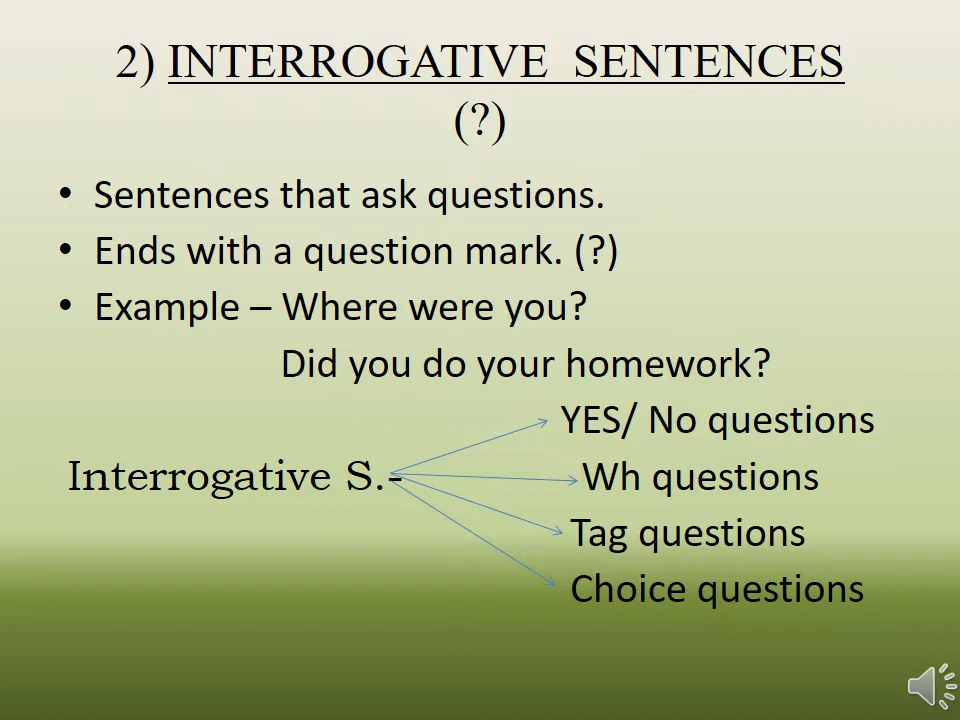 2) INTERROGATIVE SENTENCES
(?)
• Sentences that ask questions.
• Ends with a question mark. (?)
• Example – Where were you?
Did you do your homework?
YES/ No questions
Interrogative S.-
Wh questions
Tag questions
Choice questions